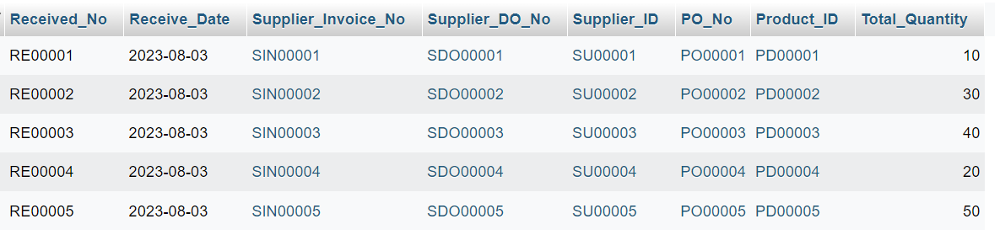 Received_No Receive_Date Supplier_Invoice_No Supplier_DO_No Supplier_ID PO_No Product_ID Total_Quantity
RE00001 2023-08-03 SIN00001 SDO00001 SU00001 PO00001 PD00001 10
RE00002 2023-08-03 SIN00002 SDO00002 SU00002 PO00002 PD00002 30
RE00003 2023-08-03 SIN00003 SDO00003 SU00003 PO00003 PD00003 40
RE00004 2023-08-03 SIN00004 SDO00004 SU00004 PO00004 PD00004 20
RE00005 2023-08-03 SIN00005 SDO00005 SU00005 PO00005 PD00005 50